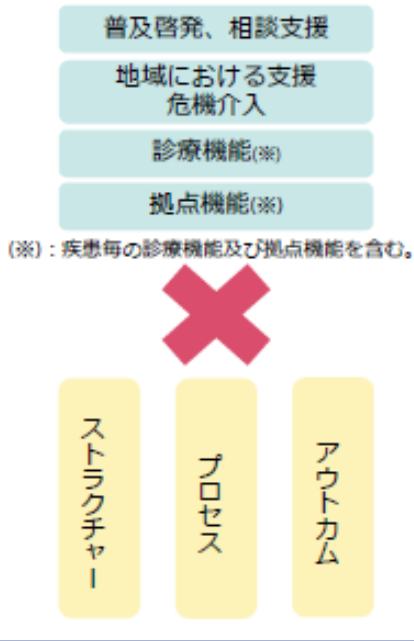 普及啓発、相談支援
地域における支援
危機介入
診療機能(※)
拠点機能(※)
(※)：疾患毎の診療機能及び拠点機能を含む。
ストラクチャー
プロセス
アウトカム